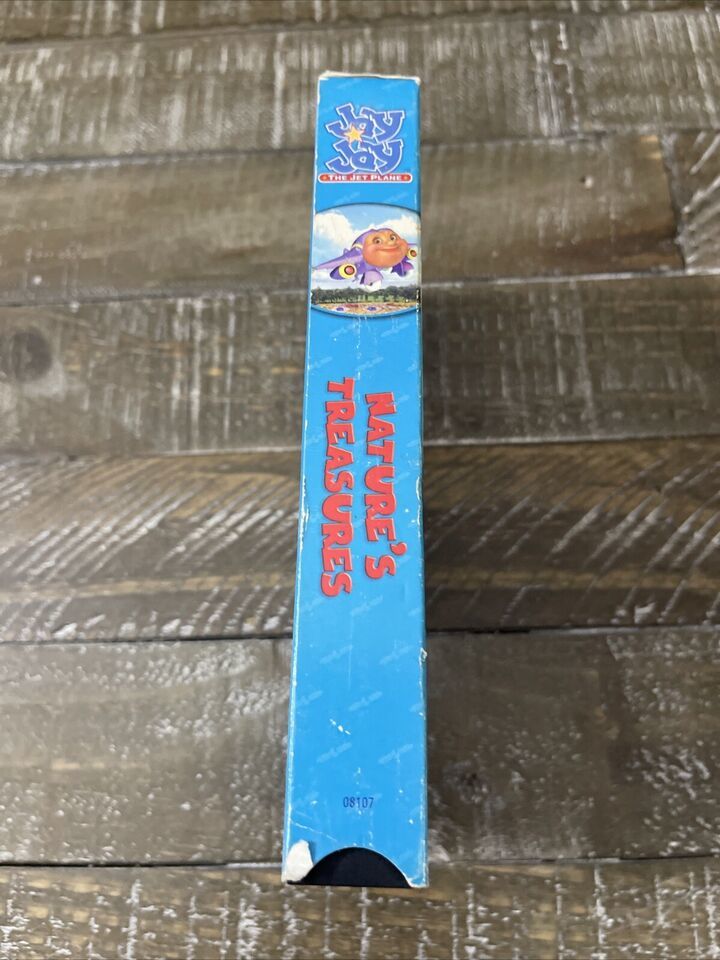 Jay
Jay
THE JET PLANE
NATURE'S
TREASURES
08107